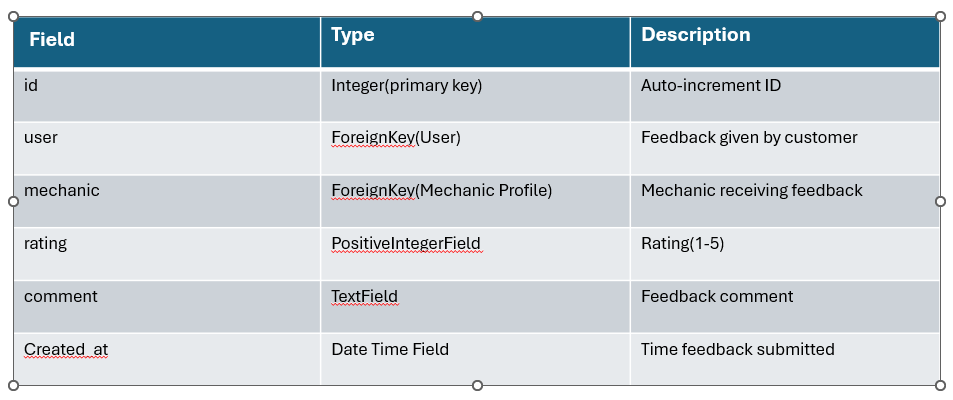 Field Type Description
id Integer(primary key) Auto-increment ID
user ForeignKey(User) Feedback given by customer
mechanic ForeignKey(Mechanic Profile) Mechanic receiving feedback
rating PositiveIntegerField Rating(1-5)
comment TextField Feedback comment
Created_at Date Time Field Time feedback submitted